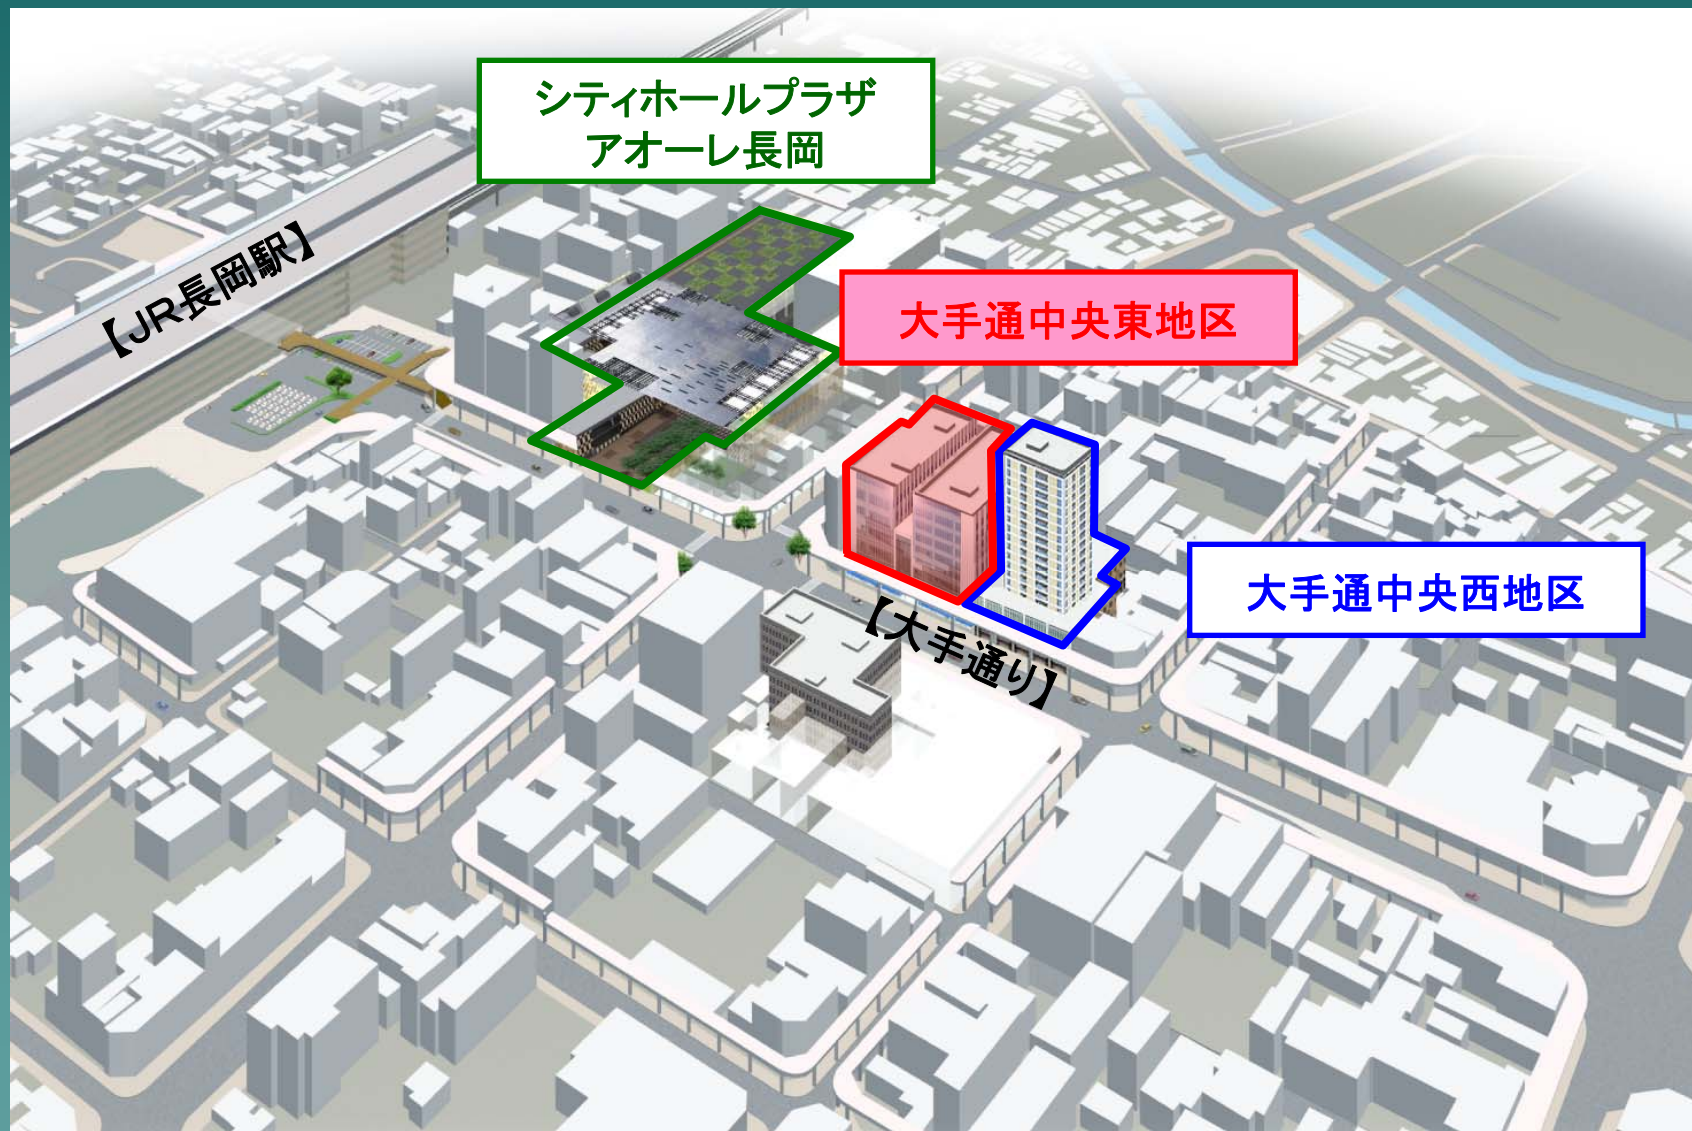 シティホールプラザ
アオーレ長岡
【JR長岡駅】
大手通中央東地区
大手通中央西地区
【大手通り】